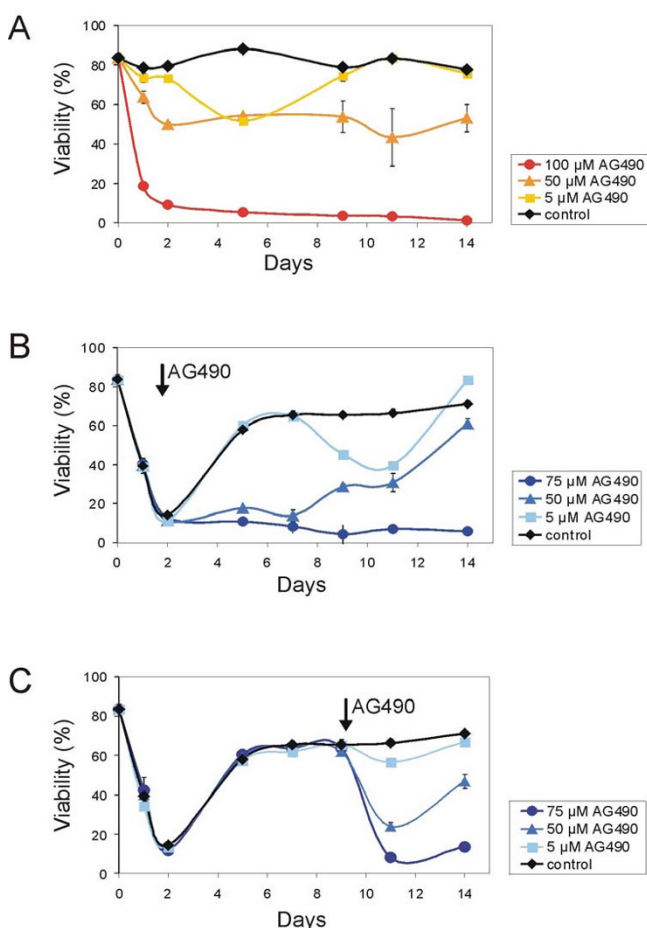 A
Viability (%)
100
80
60
40
20
0
0 2 4 6 8 10 12 14
Days
100 µM AG490
50 µM AG490
5 µM AG490
control
B
Viability (%)
100
80
60
40
20
0
AG490
0 2 4 6 8 10 12 14
Days
75 µM AG490
50 µM AG490
5 µM AG490
control
C
Viability (%)
100
80
60
40
20
0
AG490
0 2 4 6 8 10 12 14
Days
75 µM AG490
50 µM AG490
5 µM AG490
control